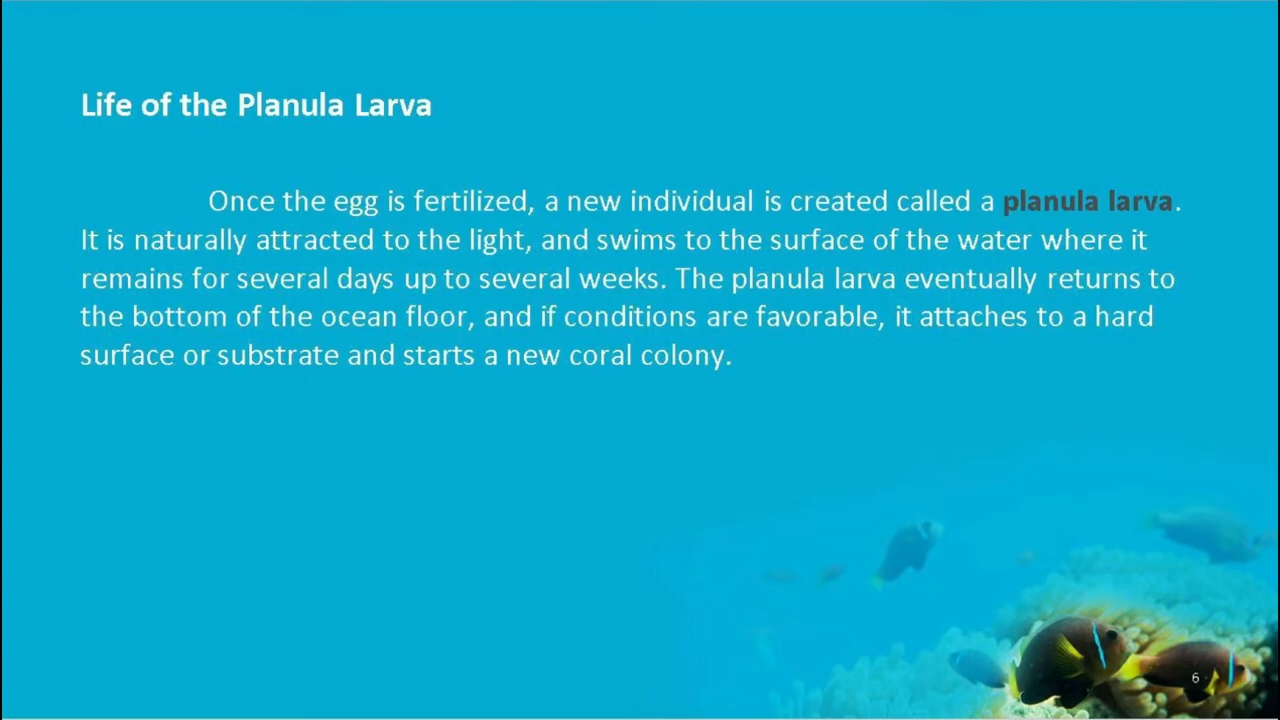 Life of the Planula Larva
Once the egg is fertilized, a new individual is created called a planula larva.
It is naturally attracted to the light, and swims to the surface of the water where it
remains for several days up to several weeks. The planula larva eventually returns to
the bottom of the ocean floor, and if conditions are favorable, it attaches to a hard
surface or substrate and starts a new coral colony.
6